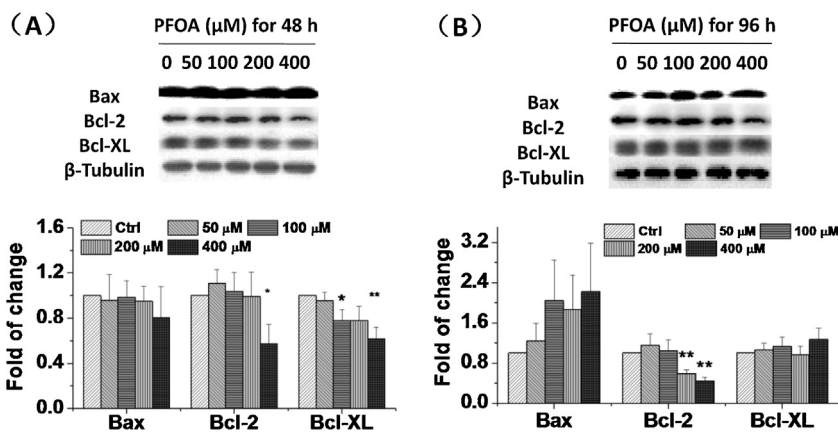 (A)
PFOA (μM) for 48 h
0 50 100 200 400
Bax
Bcl-2
Bcl-XL
β-Tubulin
1.6
1.2
0.8
0.4
0.0
Fold of change
Ctrl 50 μM 100 μM
200 μM 400 μM
* * **
Bax Bcl-2 Bcl-XL
(B)
PFOA (μM) for 96 h
0 50 100 200 400
Bax
Bcl-2
Bcl-XL
β-Tubulin
3.2
2.4
1.6
0.8
0.0
Fold of change
Ctrl 50 μM 100 μM
200 μM 400 μM
** **
Bax Bcl-2 Bcl-XL